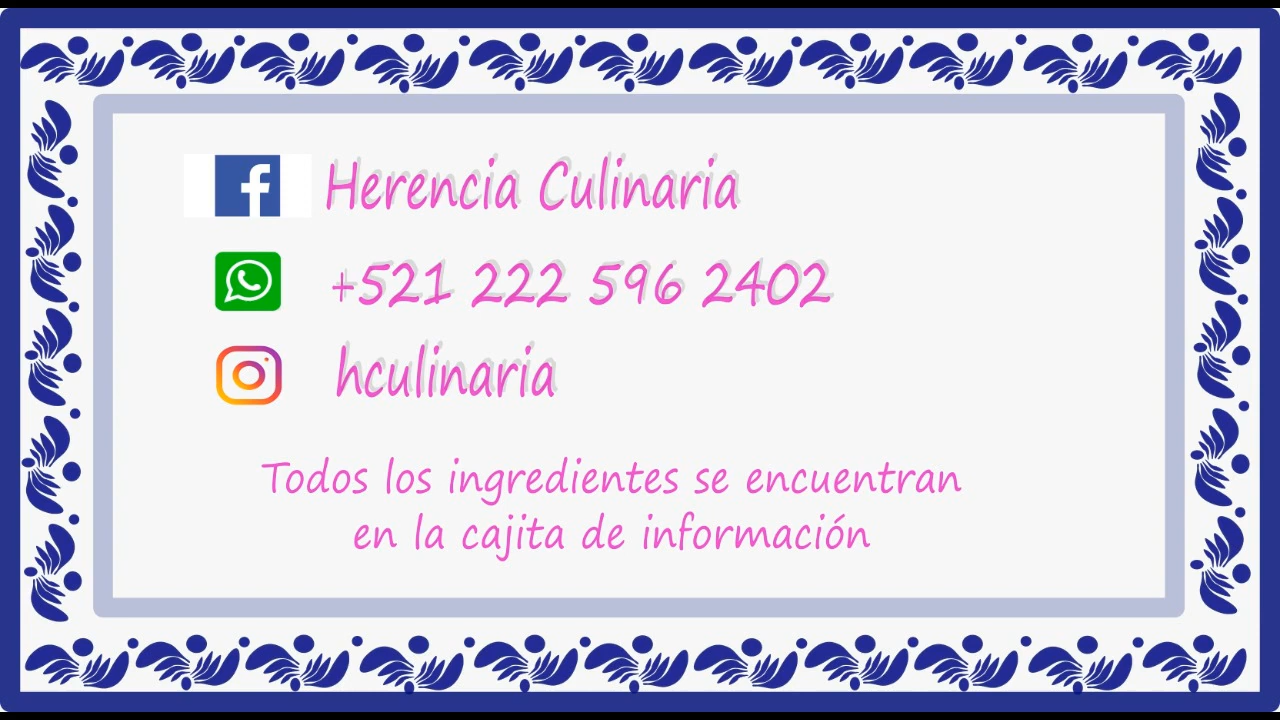 Herencia Culinaria
+521 222 596 2402
hculinaria
Todos los ingredientes se encuentran
en la cajita de información